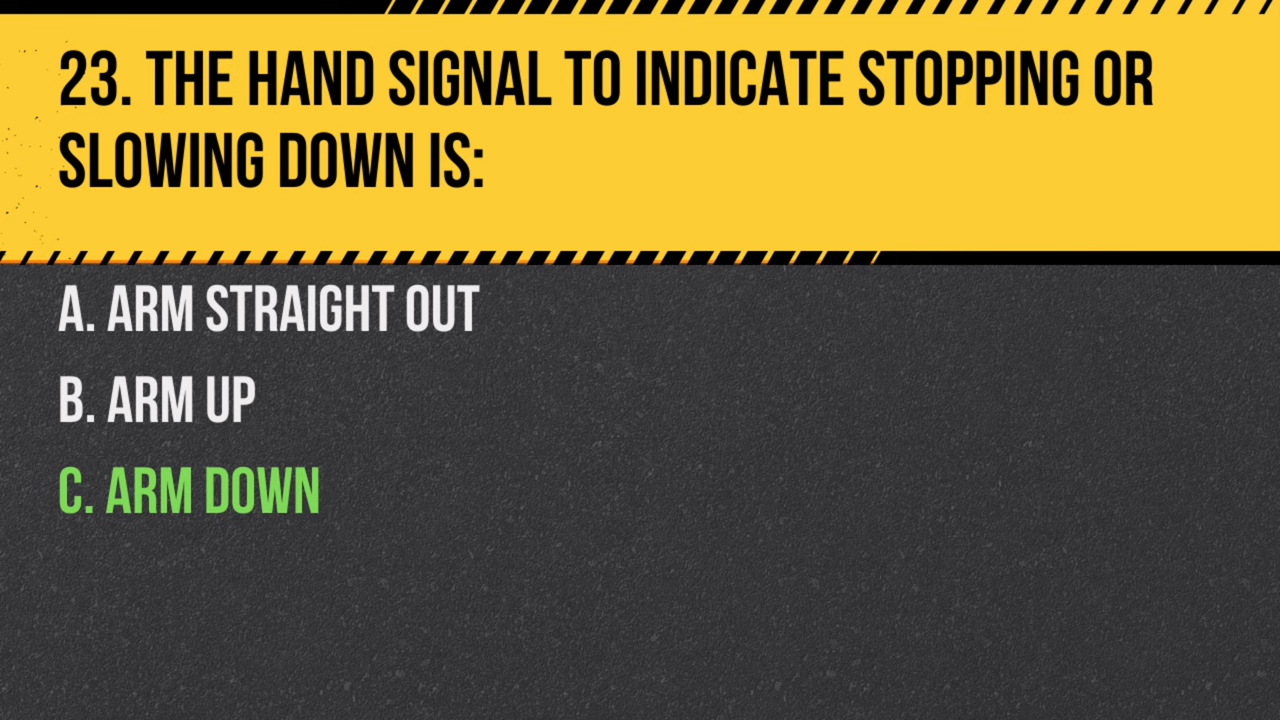 23. THE HAND SIGNAL TO INDICATE STOPPING OR
SLOWING DOWN IS:
A. ARM STRAIGHT OUT
B. ARM UP
C. ARM DOWN